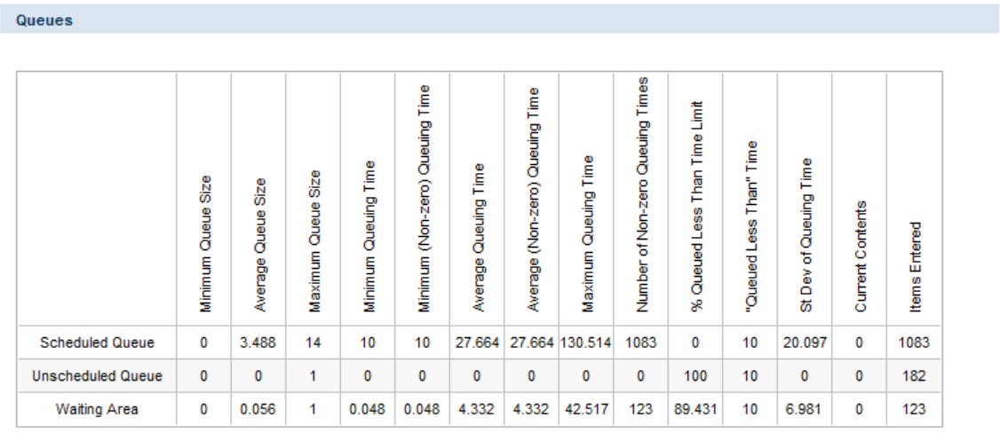 Queues
Minimum Queue Size
Average Queue Size
Maximum Queue Size
Minimum Queuing Time
Minimum (Non-zero) Queuing Time
Average Queuing Time
Average (Non-zero) Queuing Time
Maximum Queuing Time
Number of Non-zero Queuing Times
% Queued Less Than Time Limit
"Queued Less Than" Time
St Dev of Queuing Time
Current Contents
Items Entered
Scheduled Queue 0 3.488 14 10 10 27.664 27.664 130.514 1083 0 10 20.097 0 1083
Unscheduled Queue 0 0 1 0 0 0 0 0 0 100 10 0 0 182
Waiting Area 0 0.056 1 0.048 0.048 4.332 4.332 42.517 123 89.431 10 6.981 0 123